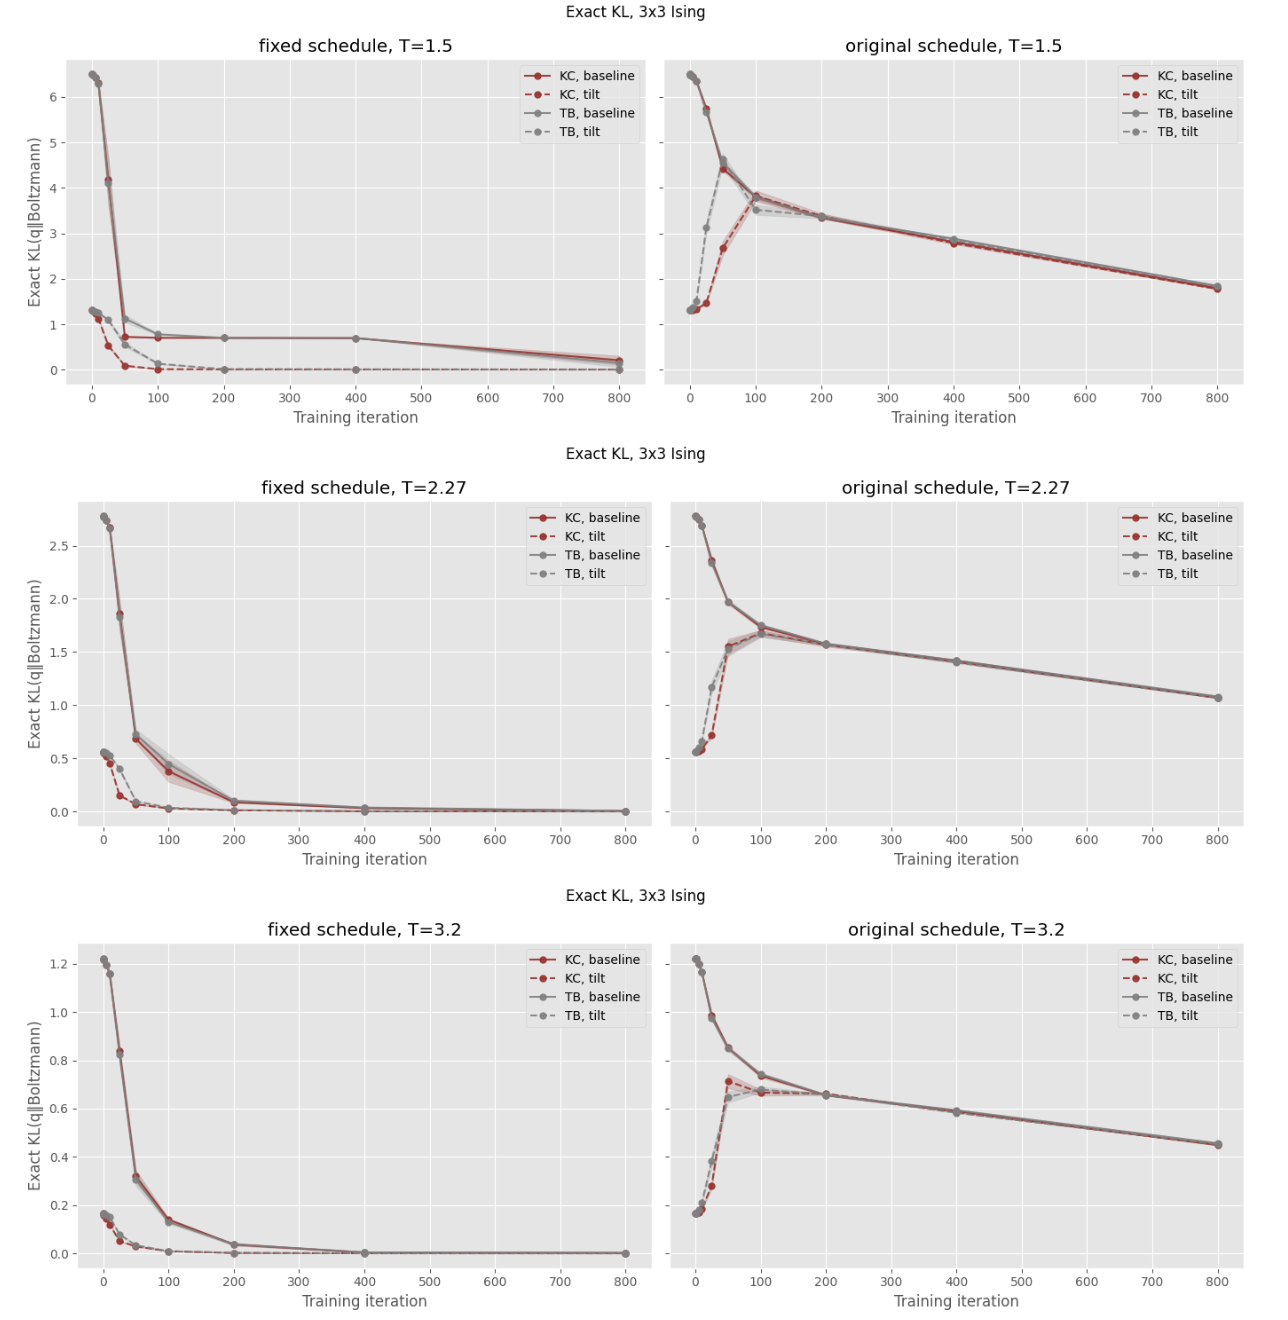 Exact KL, 3x3 Ising
fixed schedule, T=1.5
original schedule, T=1.5
KC, baseline
KC, tilt
TB, baseline
TB, tilt
KC, baseline
KC, tilt
TB, baseline
TB, tilt
Exact KL(q‖Boltzmann)
6
5
4
3
2
1
0
0 100 200 300 400 500 600 700 800
0 100 200 300 400 500 600 700 800
Training iteration
Training iteration
Exact KL, 3x3 Ising
fixed schedule, T=2.27
original schedule, T=2.27
KC, baseline
KC, tilt
TB, baseline
TB, tilt
KC, baseline
KC, tilt
TB, baseline
TB, tilt
Exact KL(q‖Boltzmann)
2.5
2.0
1.5
1.0
0.5
0.0
0 100 200 300 400 500 600 700 800
0 100 200 300 400 500 600 700 800
Training iteration
Training iteration
Exact KL, 3x3 Ising
fixed schedule, T=3.2
original schedule, T=3.2
KC, baseline
KC, tilt
TB, baseline
TB, tilt
KC, baseline
KC, tilt
TB, baseline
TB, tilt
Exact KL(q‖Boltzmann)
1.2
1.0
0.8
0.6
0.4
0.2
0.0
0 100 200 300 400 500 600 700 800
0 100 200 300 400 500 600 700 800
Training iteration
Training iteration